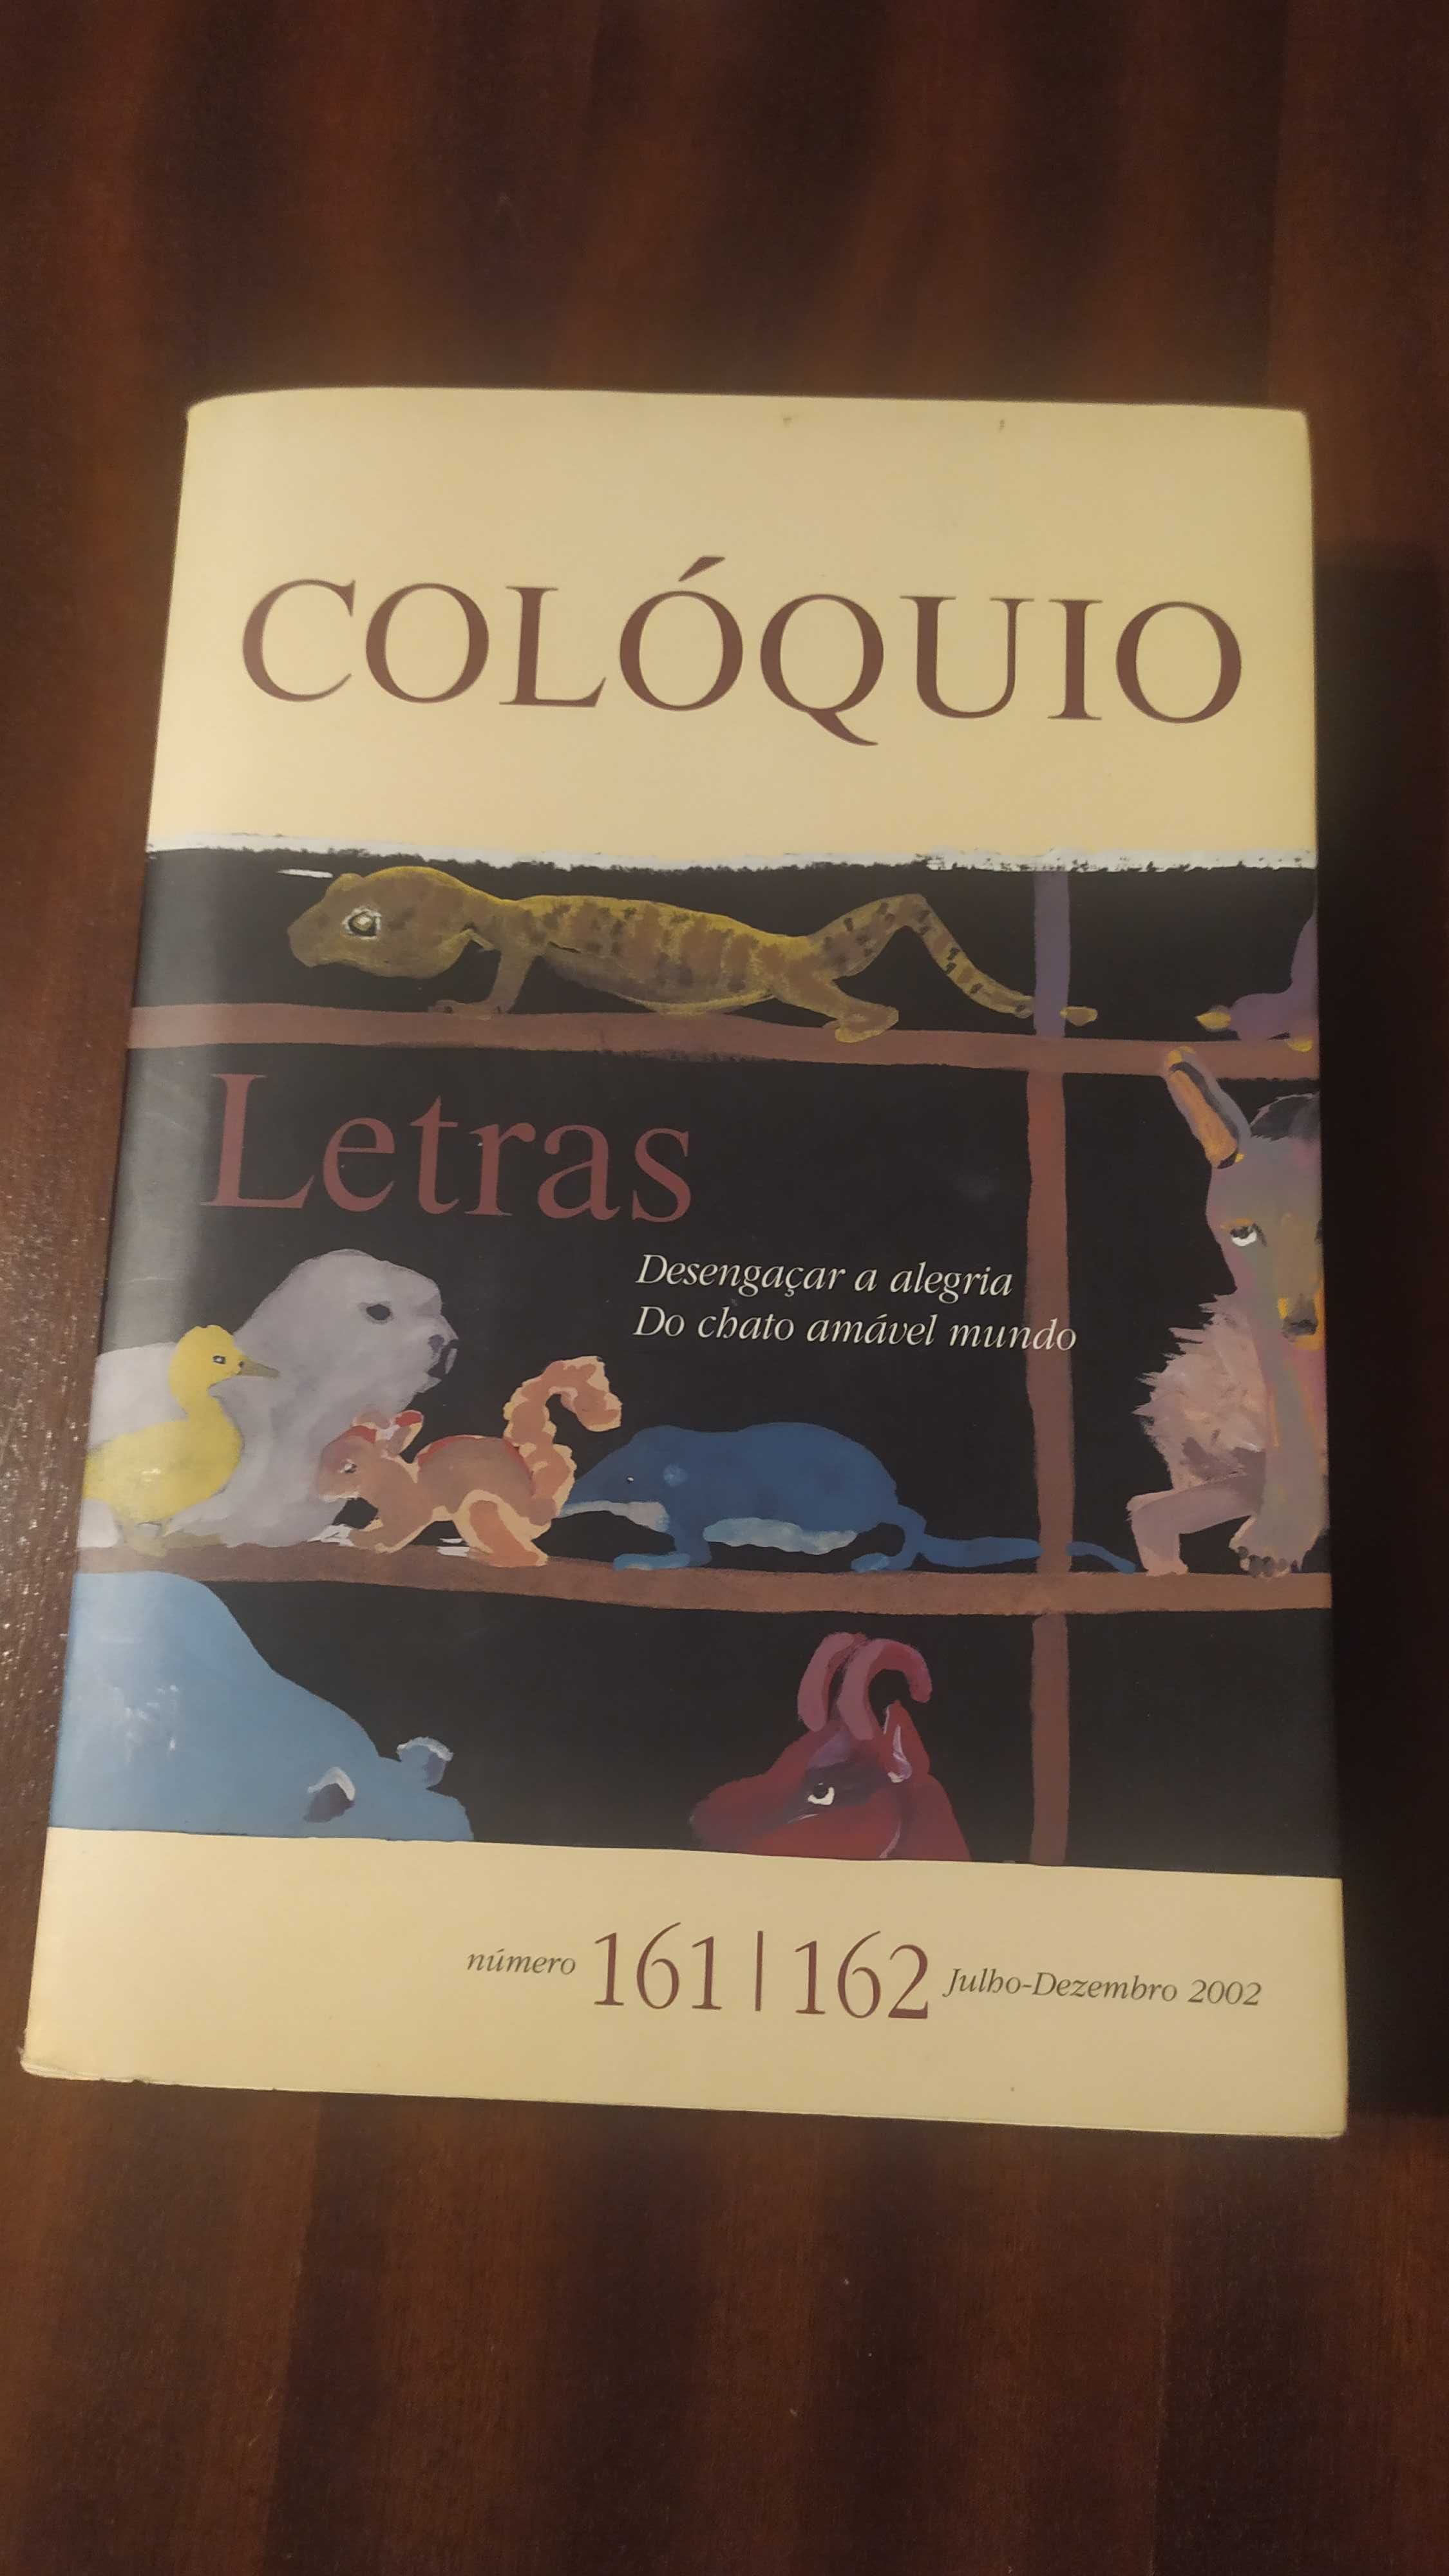 COLÓQUIO
Letras
Desengaçar a alegria
Do chato amável mundo
número 161|162 Julho-Dezembro 2002